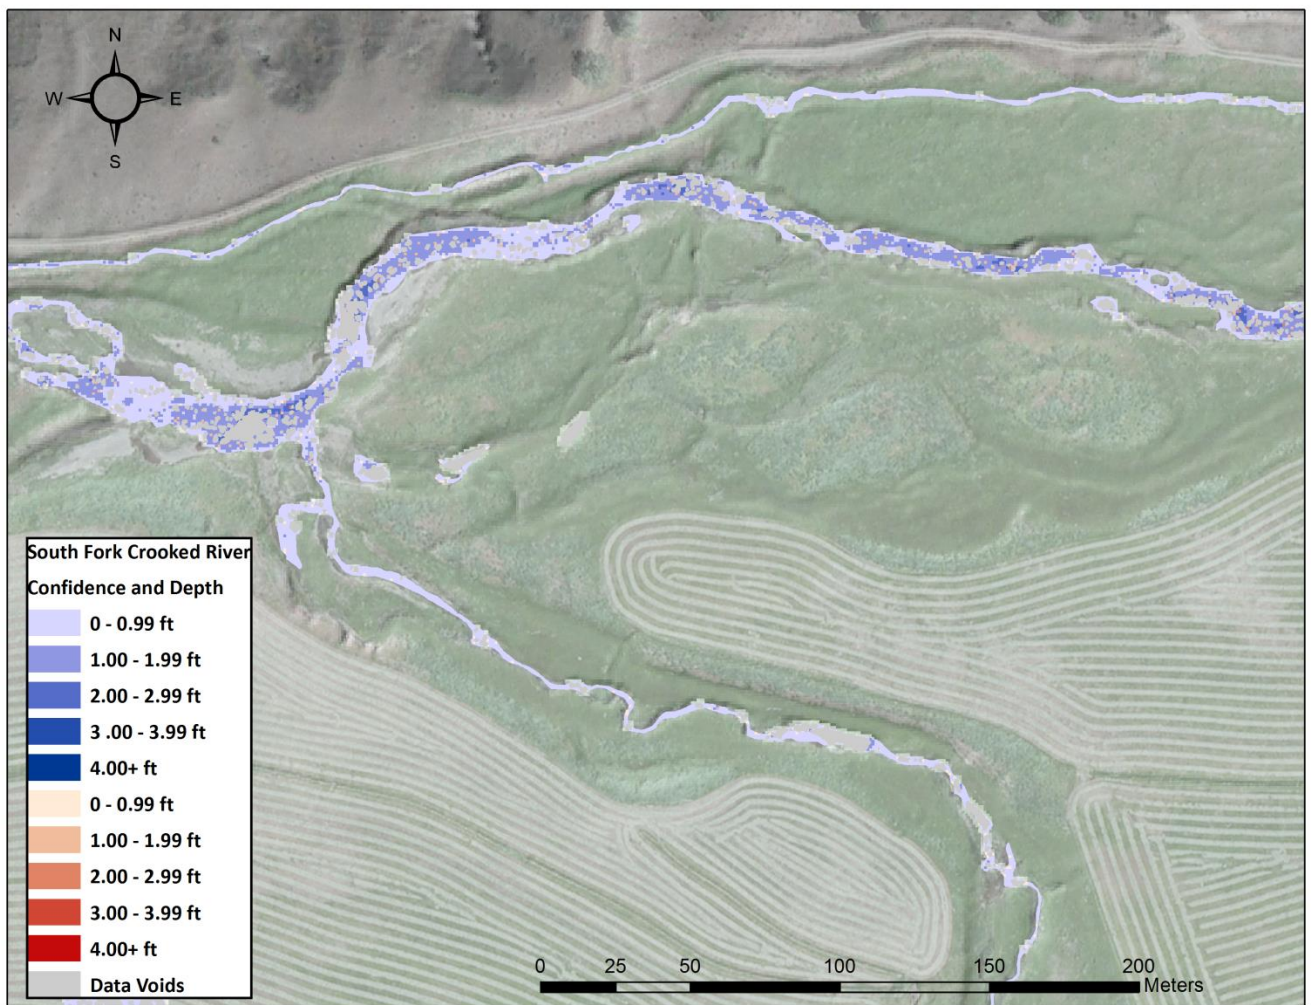 N
W E
S
South Fork Crooked River
Confidence and Depth
0 - 0.99 ft
1.00 - 1.99 ft
2.00 - 2.99 ft
3 .00 - 3.99 ft
4.00+ ft
0 - 0.99 ft
1.00 - 1.99 ft
2.00 - 2.99 ft
3.00 - 3.99 ft
4.00+ ft
Data Voids
0 25 50 100 150 200
Meters